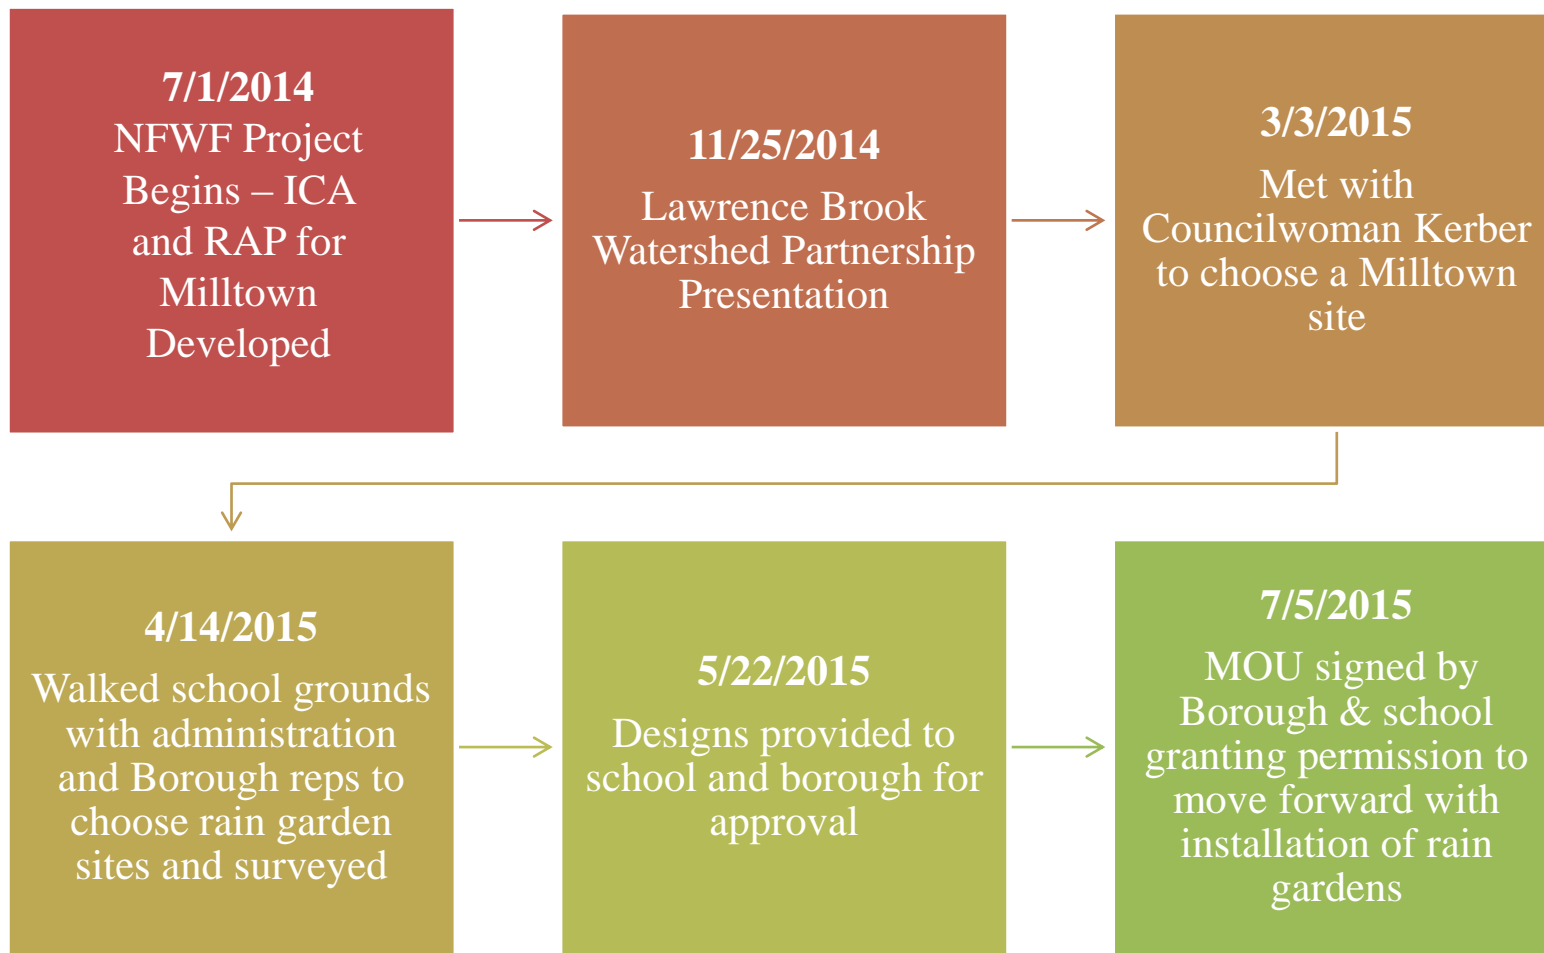 7/1/2014
NFWF Project
Begins – ICA
and RAP for
Milltown
Developed
11/25/2014
Lawrence Brook
Watershed Partnership
Presentation
3/3/2015
Met with
Councilwoman Kerber
to choose a Milltown
site
4/14/2015
Walked school grounds
with administration
and Borough reps to
choose rain garden
sites and surveyed
5/22/2015
Designs provided to
school and borough for
approval
7/5/2015
MOU signed by
Borough & school
granting permission to
move forward with
installation of rain
gardens